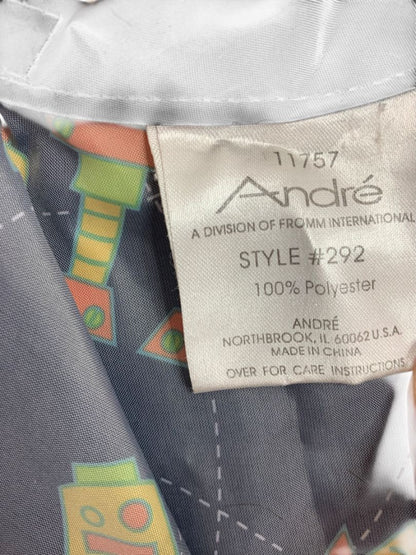 11757
André
A DIVISION OF FROMM INTERNATIONAL
STYLE #292
100% Polyester
ANDRÉ
NORTHBROOK, IL 60062 U.S.A.
MADE IN CHINA
OVER FOR CARE INSTRUCTIONS